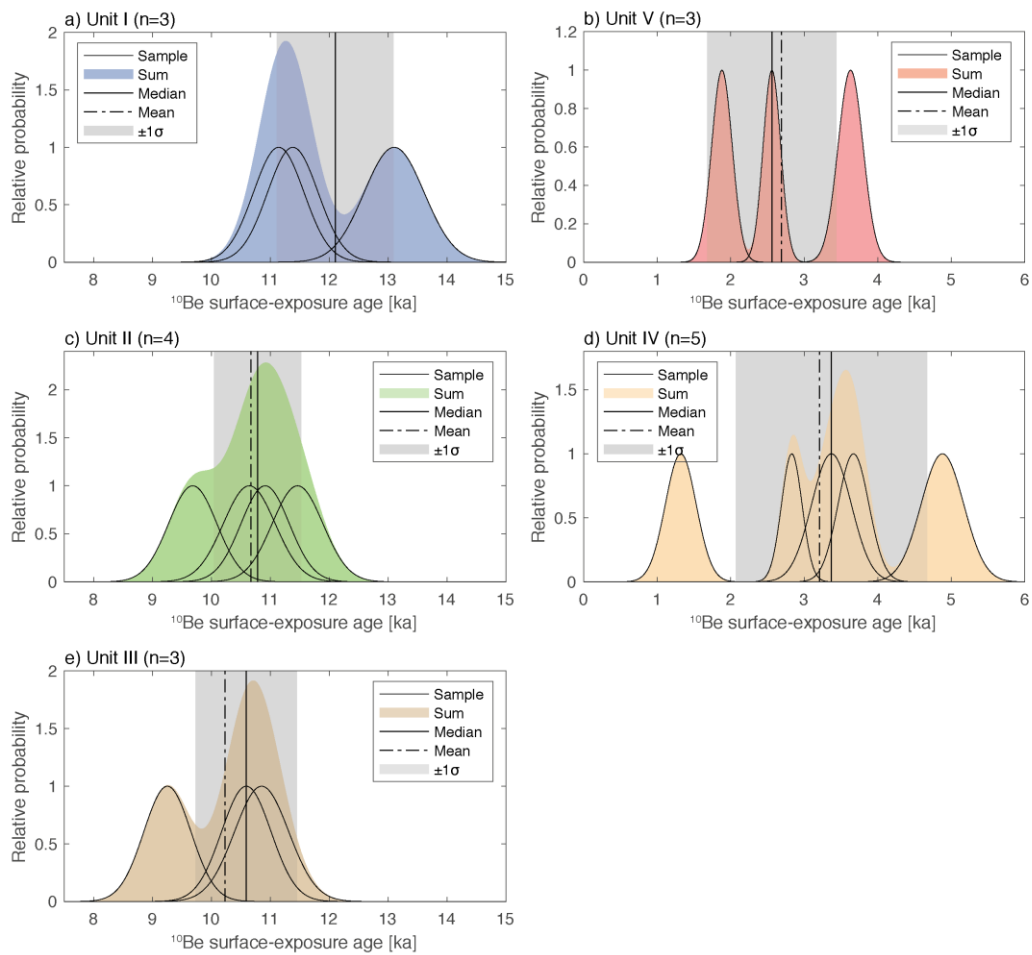 a) Unit I (n=3)
2
1.5
1
0.5
0
Relative probability
Sample
Sum
Median
Mean
±1σ
8 9 10 11 12 13 14 15
¹⁰Be surface-exposure age [ka]
b) Unit V (n=3)
1.2
1
0.8
0.6
0.4
0.2
0
Relative probability
Sample
Sum
Median
Mean
±1σ
0 1 2 3 4 5 6
¹⁰Be surface-exposure age [ka]
c) Unit II (n=4)
2
1.5
1
0.5
0
Relative probability
Sample
Sum
Median
Mean
±1σ
8 9 10 11 12 13 14 15
¹⁰Be surface-exposure age [ka]
d) Unit IV (n=5)
1.5
1
0.5
0
Relative probability
Sample
Sum
Median
Mean
±1σ
0 1 2 3 4 5 6
¹⁰Be surface-exposure age [ka]
e) Unit III (n=3)
2
1.5
1
0.5
0
Relative probability
Sample
Sum
Median
Mean
±1σ
8 9 10 11 12 13 14 15
¹⁰Be surface-exposure age [ka]